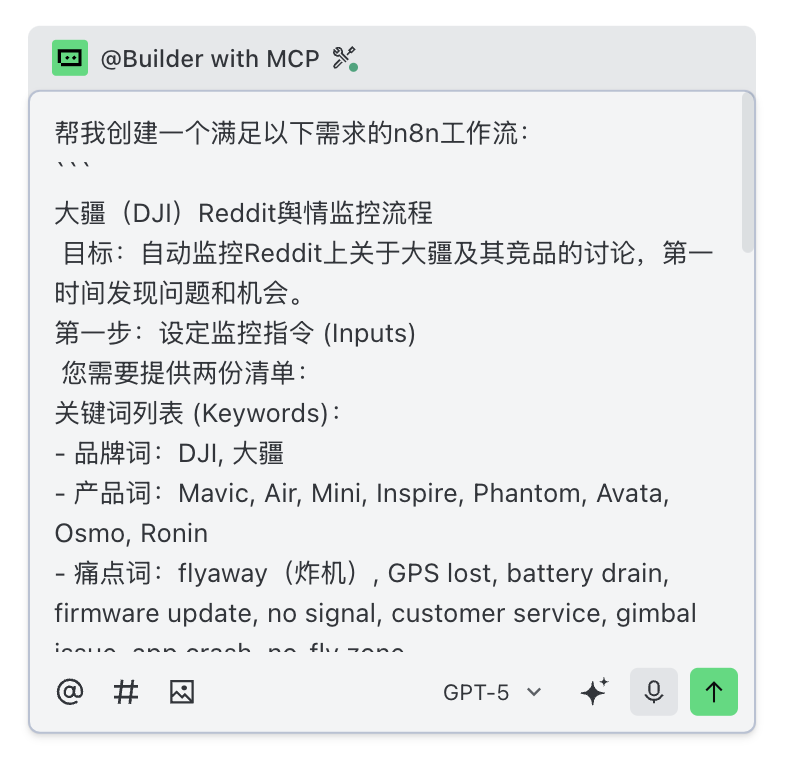 @Builder with MCP
帮我创建一个满足以下需求的n8n工作流：
```
大疆（DJI）Reddit舆情监控流程
目标：自动监控Reddit上关于大疆及其竞品的讨论，第一
时间发现问题和机会。
第一步：设定监控指令 (Inputs)
您需要提供两份清单：
关键词列表 (Keywords)：
- 品牌词：DJI, 大疆
- 产品词：Mavic, Air, Mini, Inspire, Phantom, Avata,
Osmo, Ronin
- 痛点词：flyaway（炸机）, GPS lost, battery drain,
firmware update, no signal, customer service, gimbal
issue, app crash, no-fly zone
GPT-5